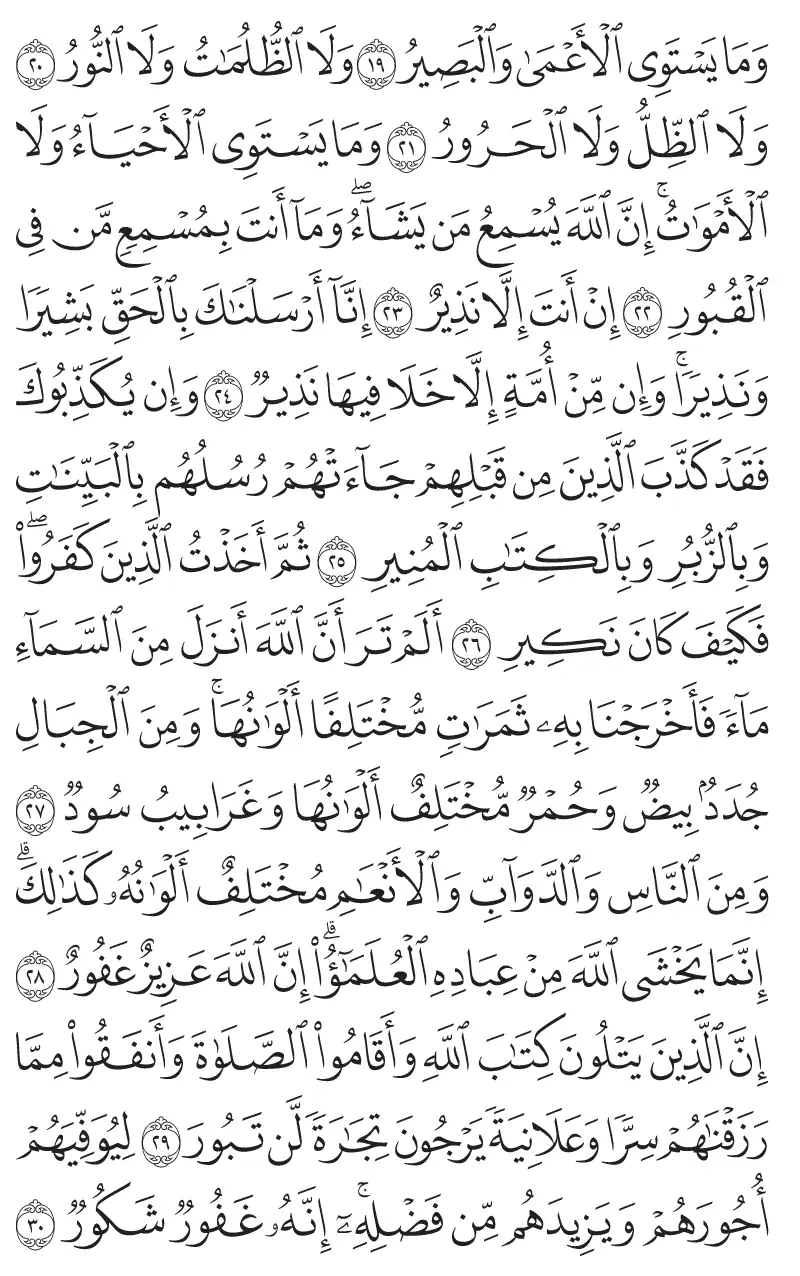 وَمَا يَسْتَوِى ٱلْأَعْمَىٰ وَٱلْبَصِيرُ ١٩ وَلَا ٱلظُّلُمَـٰتُ وَلَا ٱلنُّورُ ٢٠
وَلَا ٱلظِّلُّ وَلَا ٱلْحَرُورُ ٢١ وَمَا يَسْتَوِى ٱلْأَحْيَآءُ وَلَا
ٱلْأَمْوَٰتُ ۚ إِنَّ ٱللَّهَ يُسْمِعُ مَن يَشَآءُ ۖ وَمَآ أَنتَ بِمُسْمِعٍ مَّن فِى
ٱلْقُبُورِ ٢٢ إِنْ أَنتَ إِلَّا نَذِيرٌ ٢٣ إِنَّآ أَرْسَلْنَـٰكَ بِٱلْحَقِّ بَشِيرًا
وَنَذِيرًا ۚ وَإِن مِّنْ أُمَّةٍ إِلَّا خَلَا فِيهَا نَذِيرٌ ٢٤ وَإِن يُكَذِّبُوكَ
فَقَدْ كَذَّبَ ٱلَّذِينَ مِن قَبْلِهِمْ جَآءَتْهُمْ رُسُلُهُم بِٱلْبَيِّنَـٰتِ
وَبِٱلزُّبُرِ وَبِٱلْكِتَـٰبِ ٱلْمُنِيرِ ٢٥ ثُمَّ أَخَذْتُ ٱلَّذِينَ كَفَرُوا۟ ۖ
فَكَيْفَ كَانَ نَكِيرِ ٢٦ أَلَمْ تَرَ أَنَّ ٱللَّهَ أَنزَلَ مِنَ ٱلسَّمَآءِ
مَآءً فَأَخْرَجْنَا بِهِۦ ثَمَرَٰتٍ مُّخْتَلِفًا أَلْوَٰنُهَا ۚ وَمِنَ ٱلْجِبَالِ
جُدَدٌۢ بِيضٌ وَحُمْرٌ مُّخْتَلِفٌ أَلْوَٰنُهَا وَغَرَابِيبُ سُودٌ ٢٧
وَمِنَ ٱلنَّاسِ وَٱلدَّوَآبِّ وَٱلْأَنْعَـٰمِ مُخْتَلِفٌ أَلْوَٰنُهُۥ كَذَٰلِكَ ۗ
إِنَّمَا يَخْشَى ٱللَّهَ مِنْ عِبَادِهِ ٱلْعُلَمَـٰٓؤُا۟ ۗ إِنَّ ٱللَّهَ عَزِيزٌ غَفُورٌ ٢٨
إِنَّ ٱلَّذِينَ يَتْلُونَ كِتَـٰبَ ٱللَّهِ وَأَقَامُوا۟ ٱلصَّلَوٰةَ وَأَنفَقُوا۟ مِمَّا
رَزَقْنَـٰهُمْ سِرًّا وَعَلَانِيَةً يَرْجُونَ تِجَـٰرَةً لَّن تَبُورَ ٢٩ لِيُوَفِّيَهُمْ
أُجُورَهُمْ وَيَزِيدَهُم مِّن فَضْلِهِۦٓ ۚ إِنَّهُۥ غَفُورٌ شَكُورٌ ٣٠